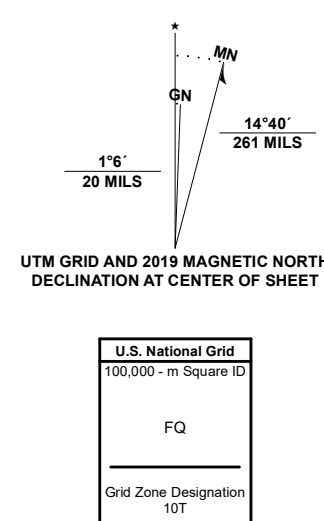 ★
MN
GN
14°40´
261 MILS
1°6´
20 MILS
UTM GRID AND 2019 MAGNETIC NORTH
DECLINATION AT CENTER OF SHEET
U.S. National Grid
100,000 - m Square ID
FQ
Grid Zone Designation
10T